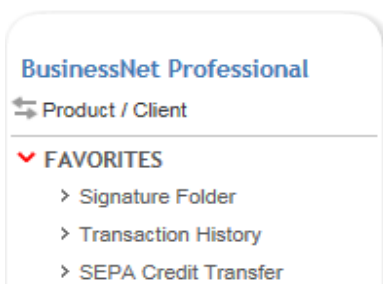 BusinessNet Professional
Product / Client
FAVORITES
Signature Folder
Transaction History
SEPA Credit Transfer